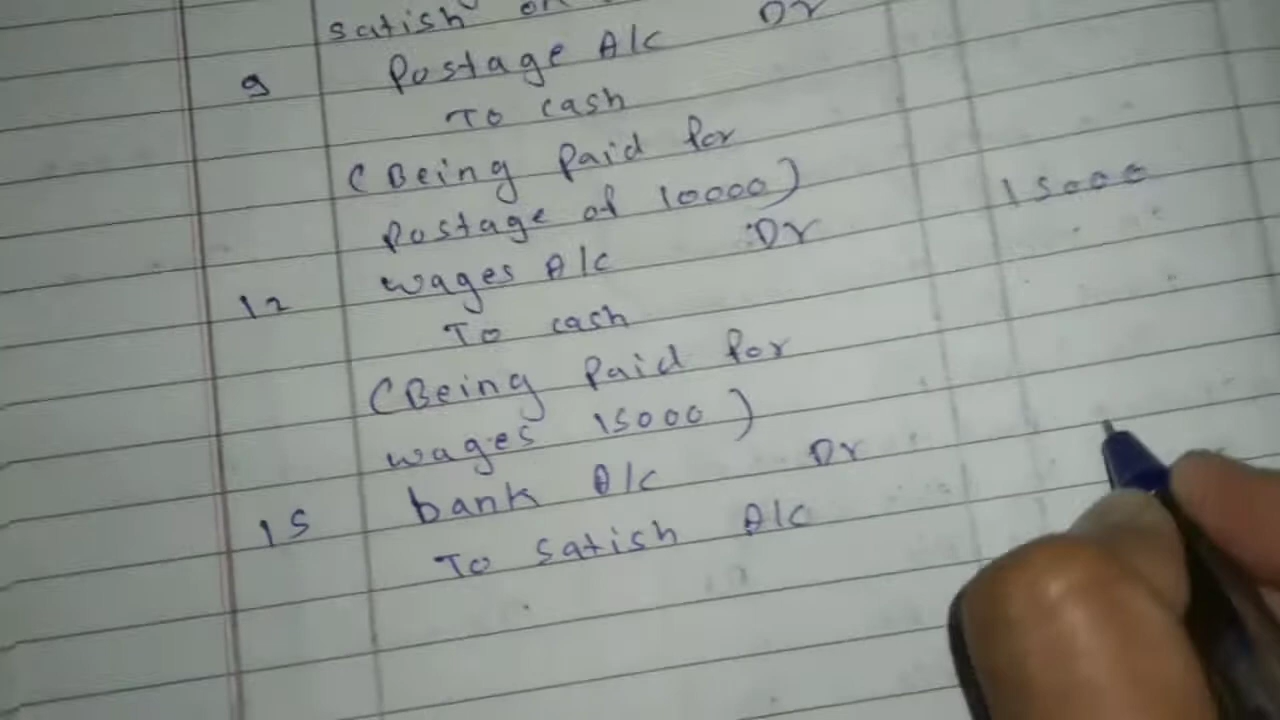 satish on
Postage A/c Dr
9
To cash
(Being Paid for
Postage of 10000)
15000
wages A/c Dr
12
To cash
(Being Paid for
wages 15000)
bank A/c Dr
15
To Satish A/c